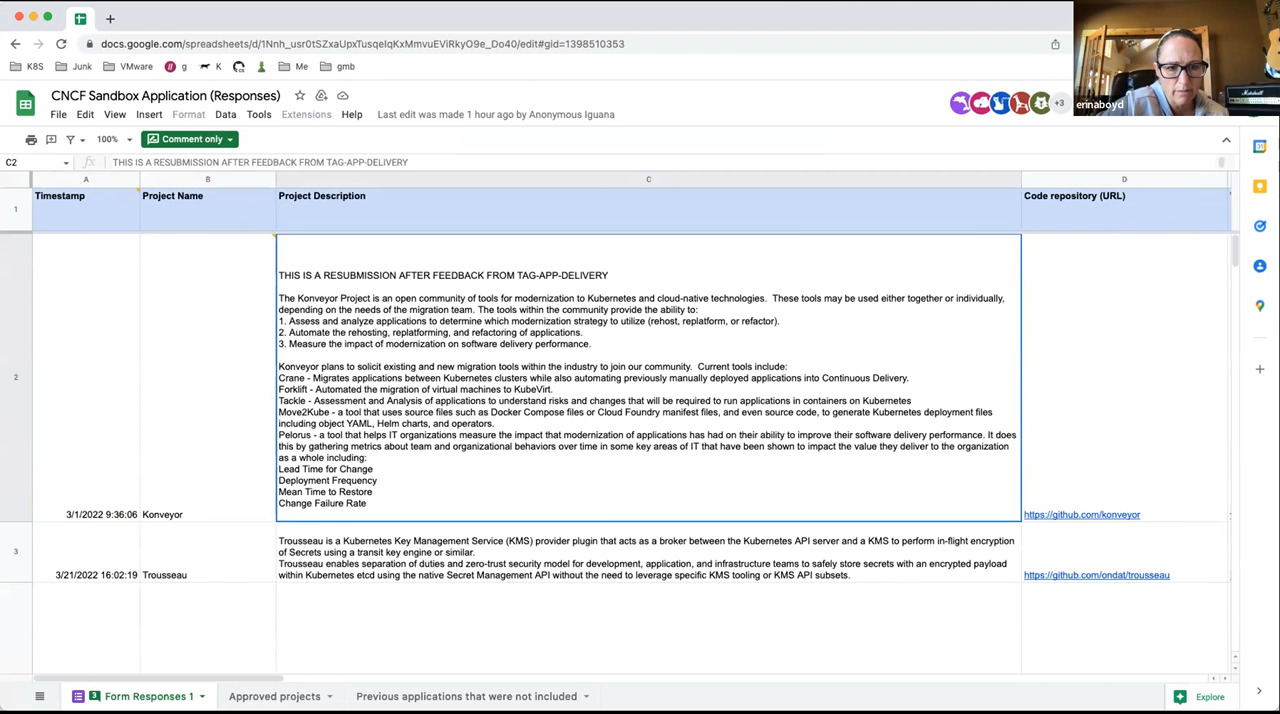 docs.google.com/spreadsheets/d/1Nnh_usr0tSZxaUpxTusqeIqKxMmvuEViRkyO9e_Do40/edit#gid=1398510353
K8S Junk VMware g K Me gmb
CNCF Sandbox Application (Responses)
File Edit View Insert Format Data Tools Extensions Help Last edit was made 1 hour ago by Anonymous Iguana
+3
erinaboyd
Marshall
100% Comment only
C2 fx THIS IS A RESUBMISSION AFTER FEEDBACK FROM TAG-APP-DELIVERY
A B C D
1 Timestamp Project Name Project Description Code repository (URL)
THIS IS A RESUBMISSION AFTER FEEDBACK FROM TAG-APP-DELIVERY
The Konveyor Project is an open community of tools for modernization to Kubernetes and cloud-native technologies. These tools may be used either together or individually,
depending on the needs of the migration team. The tools within the community provide the ability to:
1. Assess and analyze applications to determine which modernization strategy to utilize (rehost, replatform, or refactor).
2. Automate the rehosting, replatforming, and refactoring of applications.
3. Measure the impact of modernization on software delivery performance.
Konveyor plans to solicit existing and new migration tools within the industry to join our community. Current tools include:
Crane - Migrates applications between Kubernetes clusters while also automating previously manually deployed applications into Continuous Delivery.
Forklift - Automated the migration of virtual machines to KubeVirt.
Tackle - Assessment and Analysis of applications to understand risks and changes that will be required to run applications in containers on Kubernetes
Move2Kube - a tool that uses source files such as Docker Compose files or Cloud Foundry manifest files, and even source code, to generate Kubernetes deployment files
including object YAML, Helm charts, and operators.
Pelorus - a tool that helps IT organizations measure the impact that modernization of applications has had on their ability to improve their software delivery performance. It does
this by gathering metrics about team and organizational behaviors over time in some key areas of IT that have been shown to impact the value they deliver to the organization
as a whole including:
Lead Time for Change
Deployment Frequency
Mean Time to Restore
Change Failure Rate
2 3/1/2022 9:36:06 Konveyor https://github.com/konveyor
Trousseau is a Kubernetes Key Management Service (KMS) provider plugin that acts as a broker between the Kubernetes API server and a KMS to perform in-flight encryption
of Secrets using a transit key engine or similar.
Trousseau enables separation of duties and zero-trust security model for development, application, and infrastructure teams to safely store secrets with an encrypted payload
within Kubernetes etcd using the native Secret Management API without the need to leverage specific KMS tooling or KMS API subsets.
3 3/21/2022 16:02:19 Trousseau https://github.com/ondat/trousseau
3 Form Responses 1 Approved projects Previous applications that were not included Explore